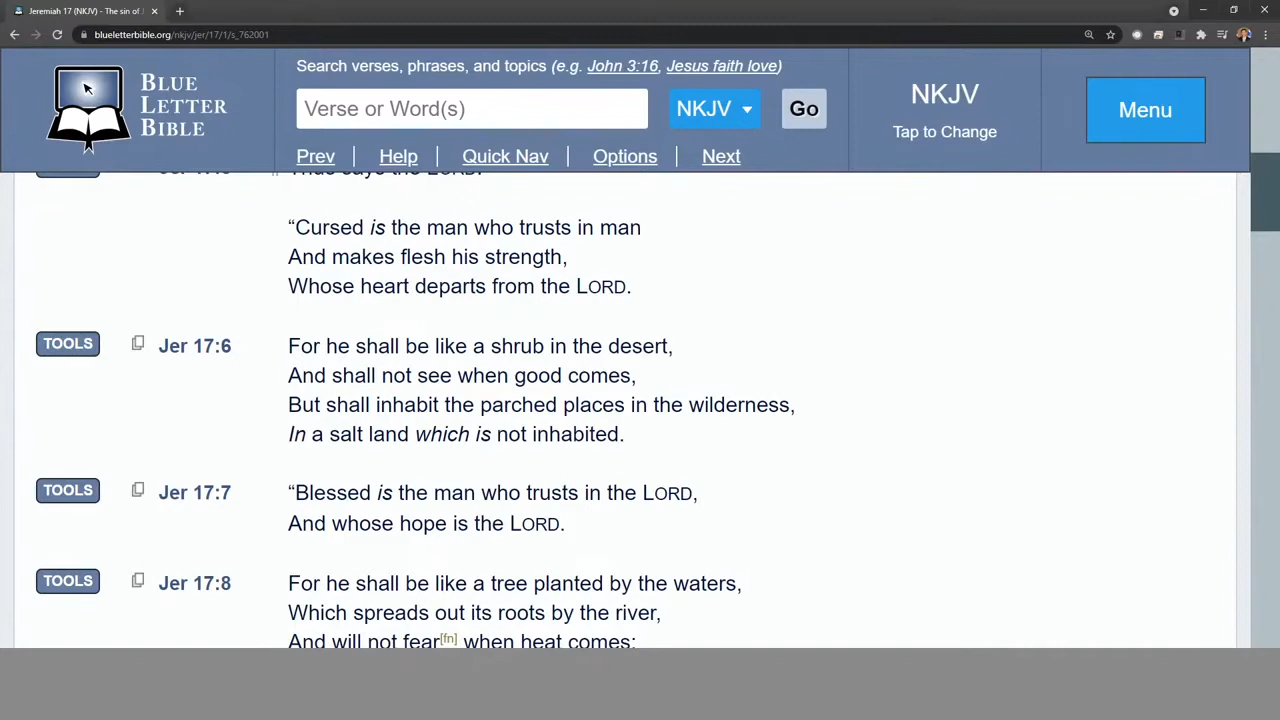 Jeremiah 17 (NKJV) - The sin of J
blueletterbible.org/nkjv/jer/17/1/s_762001
BLUE
LETTER
BIBLE
Search verses, phrases, and topics (e.g. John 3:16, Jesus faith love)
Verse or Word(s)
NKJV
Go
Prev
Help
Quick Nav
Options
Next
NKJV
Tap to Change
Menu
Thus says the LORD:
“Cursed is the man who trusts in man
And makes flesh his strength,
Whose heart departs from the LORD.
TOOLS
Jer 17:6
For he shall be like a shrub in the desert,
And shall not see when good comes,
But shall inhabit the parched places in the wilderness,
In a salt land which is not inhabited.
TOOLS
Jer 17:7
“Blessed is the man who trusts in the LORD,
And whose hope is the LORD.
TOOLS
Jer 17:8
For he shall be like a tree planted by the waters,
Which spreads out its roots by the river,
And will not fear[fn] when heat comes;